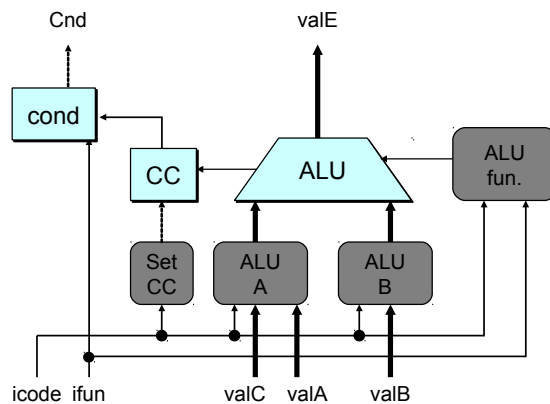 Cnd
valE
cond
CC
ALU
ALU
fun.
Set
CC
ALU
A
ALU
B
icode
ifun
valC
valA
valB